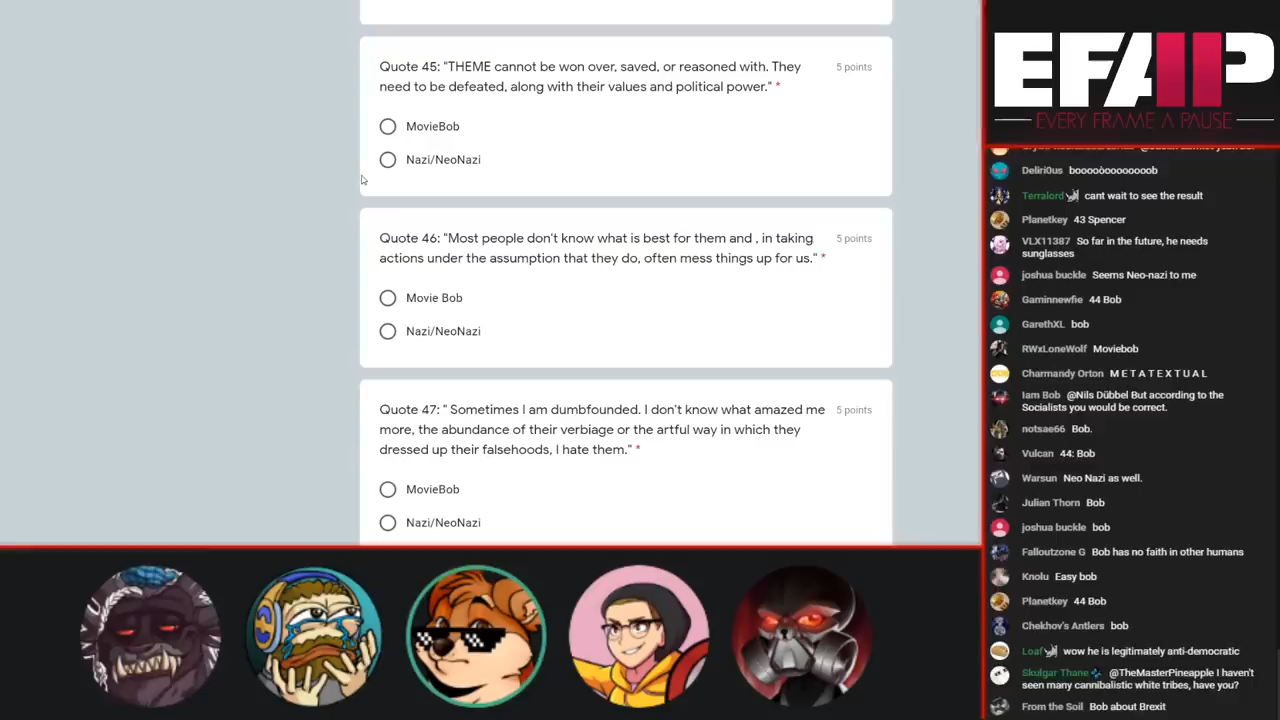 Quote 45: "THEME cannot be won over, saved, or reasoned with. They
need to be defeated, along with their values and political power." *
5 points
MovieBob
Nazi/NeoNazi
Quote 46: "Most people don't know what is best for them and , in taking
actions under the assumption that they do, often mess things up for us." *
5 points
Movie Bob
Nazi/NeoNazi
Quote 47: " Sometimes I am dumbfounded. I don't know what amazed me
more, the abundance of their verbiage or the artful way in which they
dressed up their falsehoods, I hate them." *
5 points
MovieBob
Nazi/NeoNazi
EFAP
EVERY FRAME A PAUSE
Deliri0us boooòooooooob
Terralord cant wait to see the result
Planetkey 43 Spencer
VLX11387 So far in the future, he needs
sunglasses
joshua buckle Seems Neo-nazi to me
Gaminnewfie 44 Bob
GarethXL bob
RWxLoneWolf Moviebob
Charmandy Orton M E T A T E X T U A L
Iam Bob @Nils Dübbel But according to the
Socialists you would be correct.
notsae66 Bob.
Vulcan 44: Bob
Warsun Neo Nazi as well.
Julian Thorn Bob
joshua buckle bob
Falloutzone G Bob has no faith in other humans
Knolu Easy bob
Planetkey 44 Bob
Chekhov's Antlers bob
Loaf wow he is legitimately anti-democratic
Skulgar Thane @TheMasterPineapple I haven't
seen many cannibalistic white tribes, have you?
From the Soil Bob about Brexit